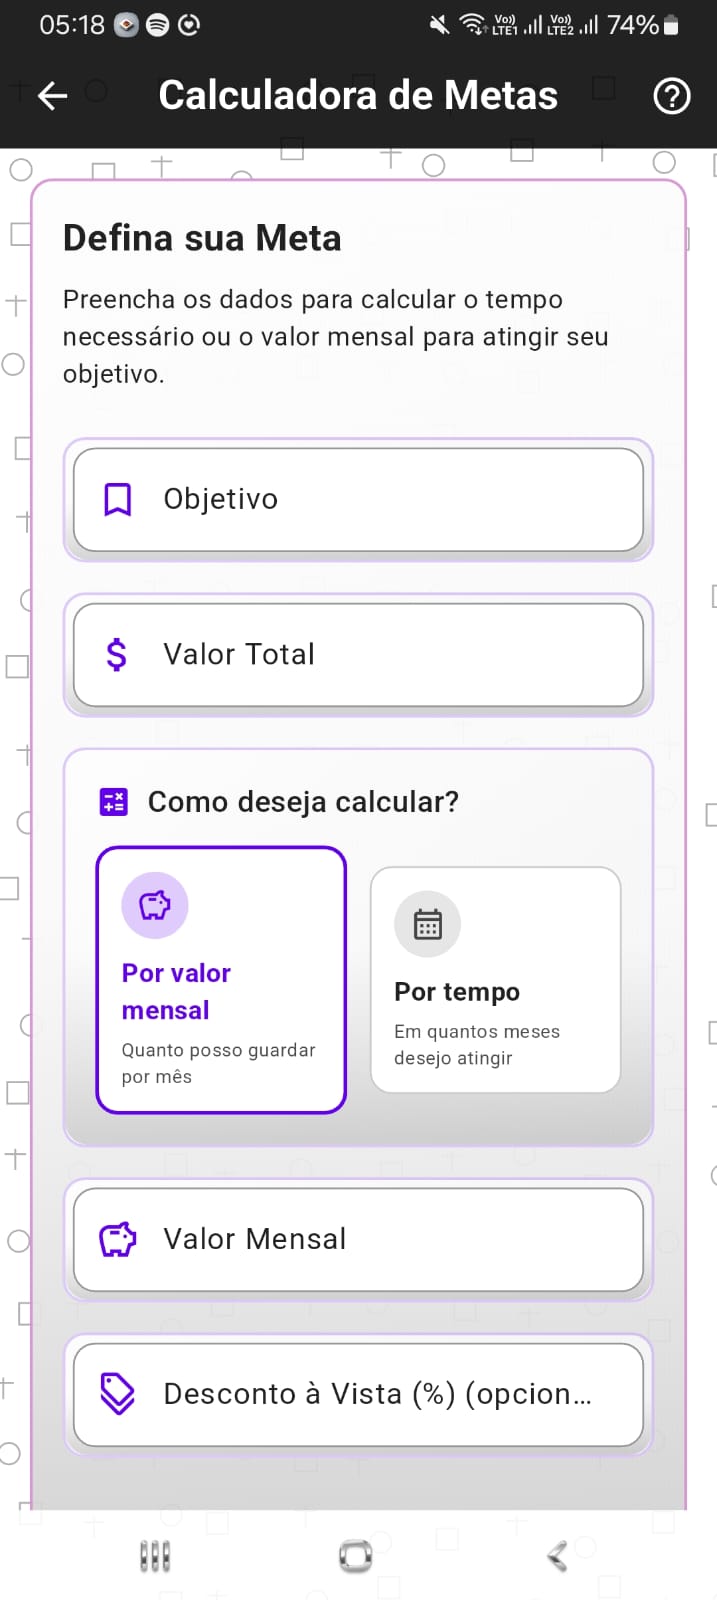 05:18
Vo))
LTE1
Vo))
LTE2
74%
Calculadora de Metas
Defina sua Meta
Preencha os dados para calcular o tempo
necessário ou o valor mensal para atingir seu
objetivo.
Objetivo
Valor Total
Como deseja calcular?
Por valor
mensal
Quanto posso guardar
por mês
Por tempo
Em quantos meses
desejo atingir
Valor Mensal
Desconto à Vista (%) (opcion...